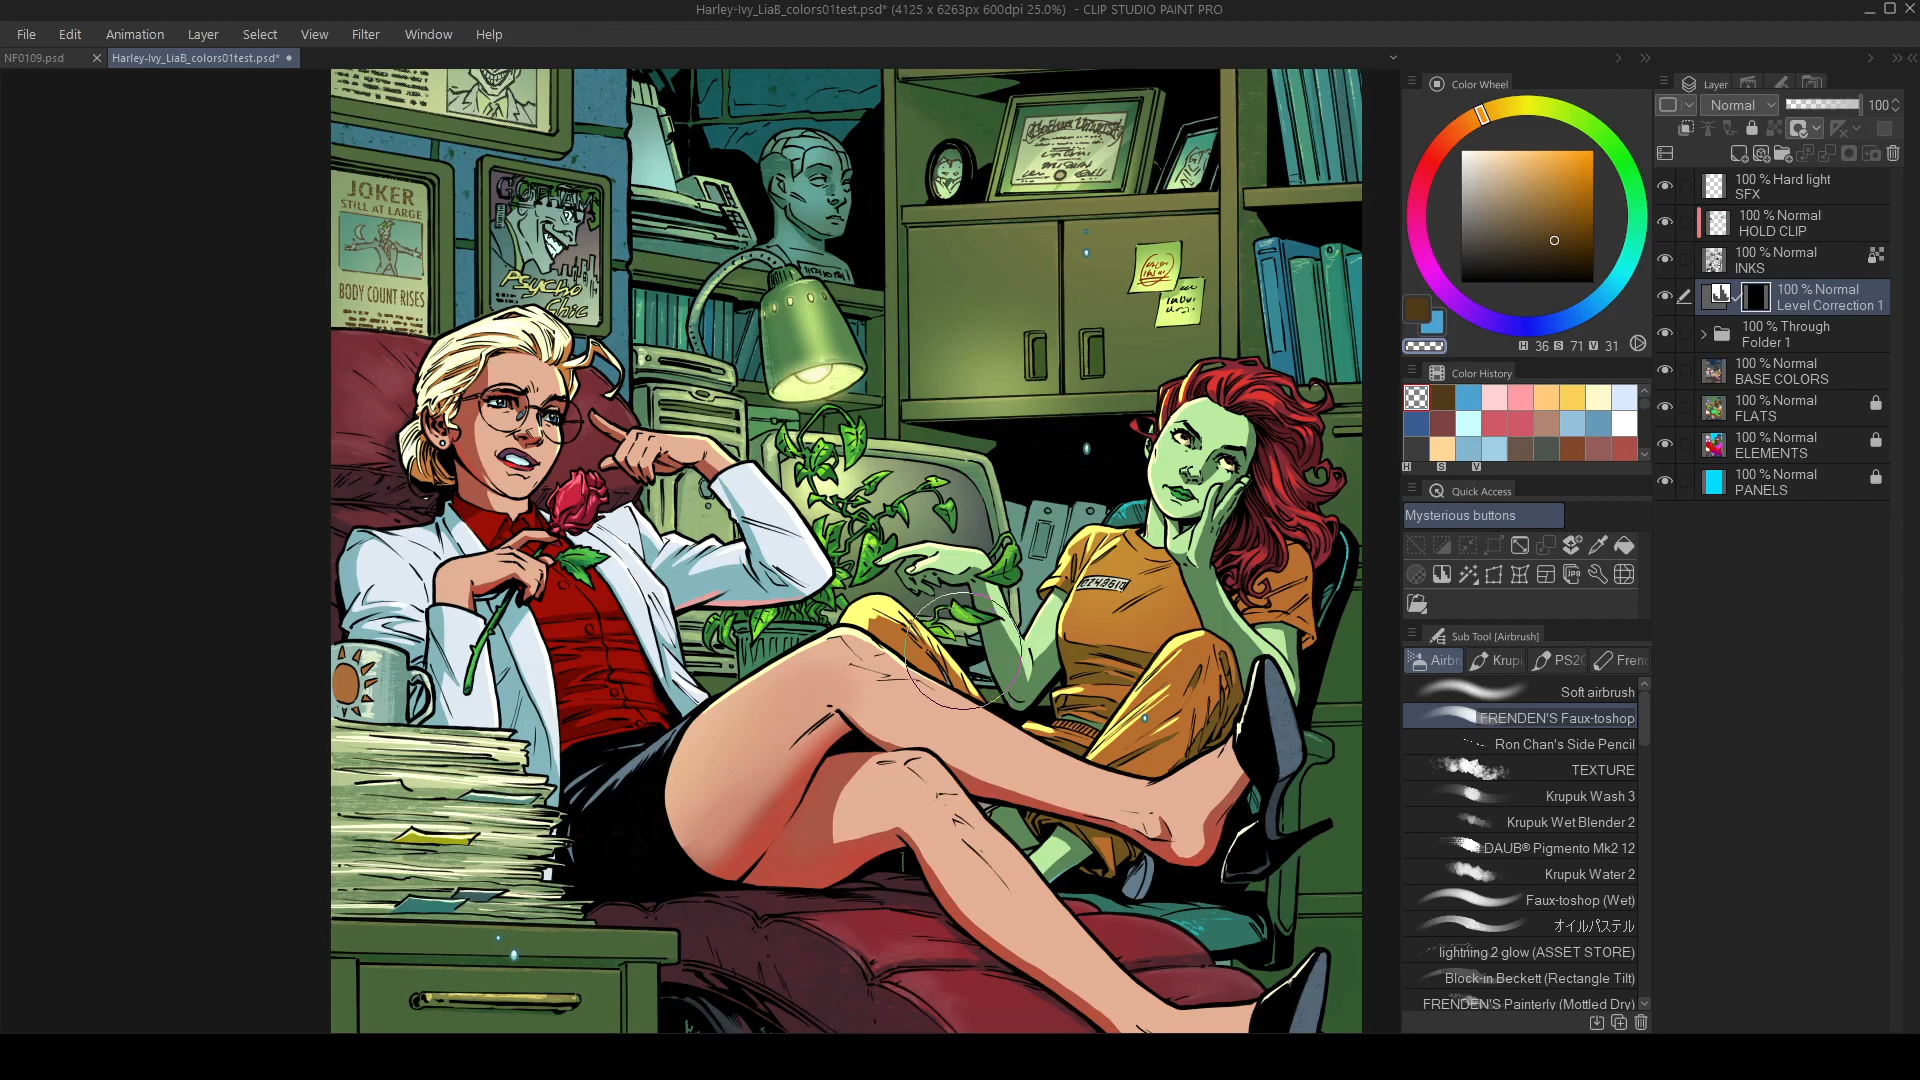 Harley-Ivy_LiaB_colors01test.psd* (4125 x 6263px 600dpi 25.0%)  - CLIP STUDIO PAINT PRO
File Edit Animation Layer Select View Filter Window Help
NF0109.psd
Harley-Ivy_LiaB_colors01test.psd*
Color Wheel
H 36 S 71 V 31
Color History
H S V
Quick Access
Mysterious buttons
Sub Tool [Airbrush]
Airbr Krup PS2C Fren
Soft airbrush
FRENDEN'S Faux-toshop
Ron Chan's Side Pencil
TEXTURE
Krupuk Wash 3
Krupuk Wet Blender 2
DAUB® Pigmento Mk2 12
Krupuk Water 2
Faux-toshop (Wet)
オイルパステル
lightning 2 glow (ASSET STORE)
Block-in Beckett (Rectangle Tilt)
FRENDEN'S Painterly (Mottled Dry)
Layer
Normal 100
100 % Hard light
SFX
100 % Normal
HOLD CLIP
100 % Normal
INKS
100 % Normal
Level Correction 1
100 % Through
Folder 1
100 % Normal
BASE COLORS
100 % Normal
FLATS
100 % Normal
ELEMENTS
100 % Normal
PANELS
JOKER
STILL AT LARGE
BODY COUNT RISES
GOTHAM
Psycho
Chic
Gotham University